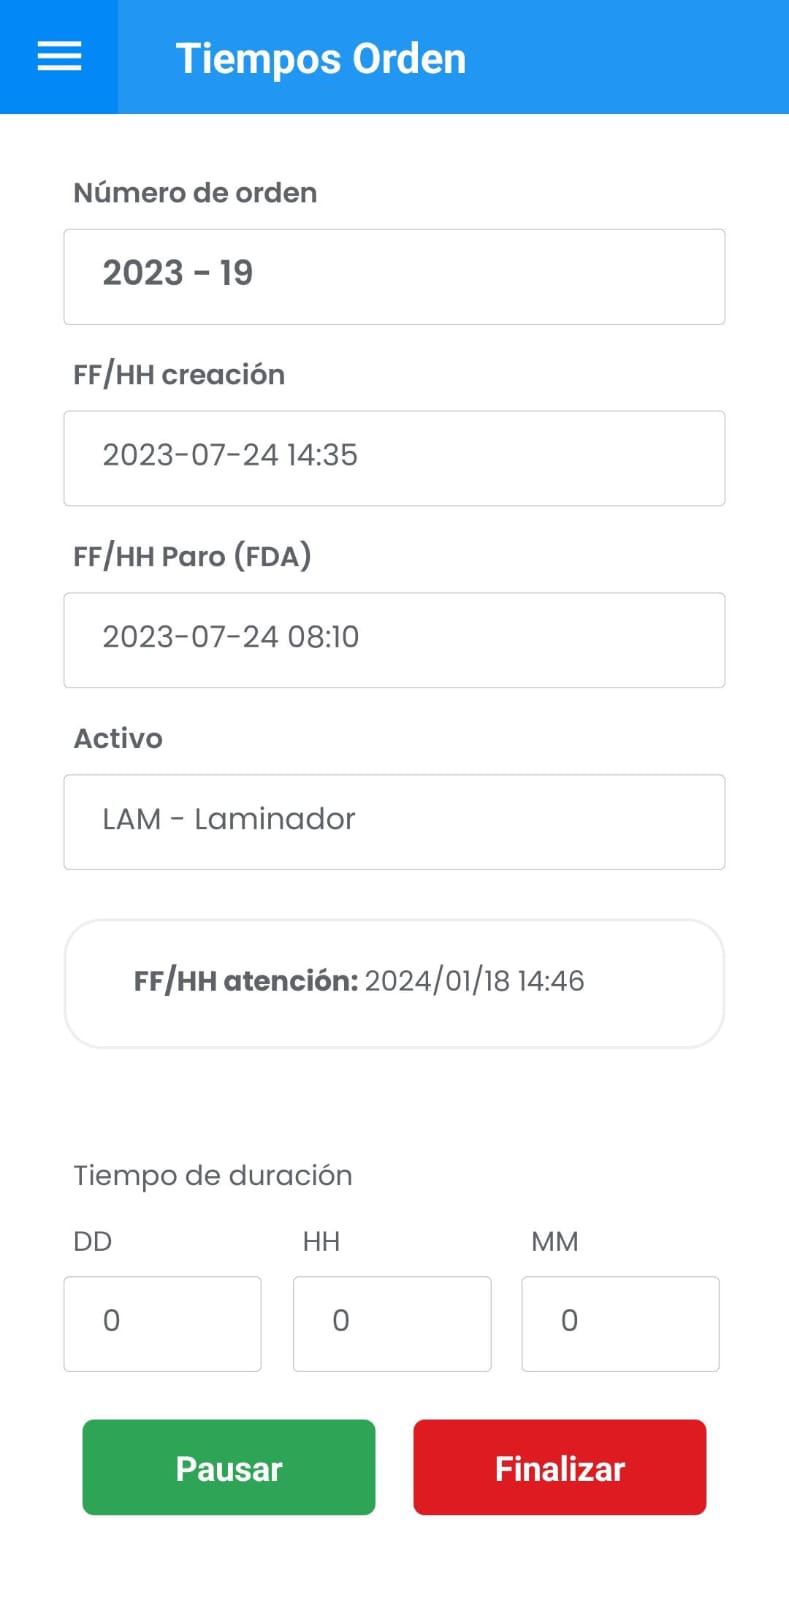 Tiempos Orden
Número de orden
2023 - 19
FF/HH creación
2023-07-24 14:35
FF/HH Paro (FDA)
2023-07-24 08:10
Activo
LAM - Laminador
FF/HH atención: 2024/01/18 14:46
Tiempo de duración
DD HH MM
0 0 0
Pausar Finalizar